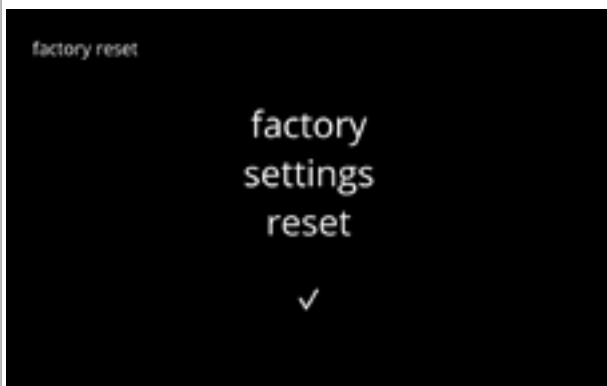 factory reset
factory
settings
reset
✓